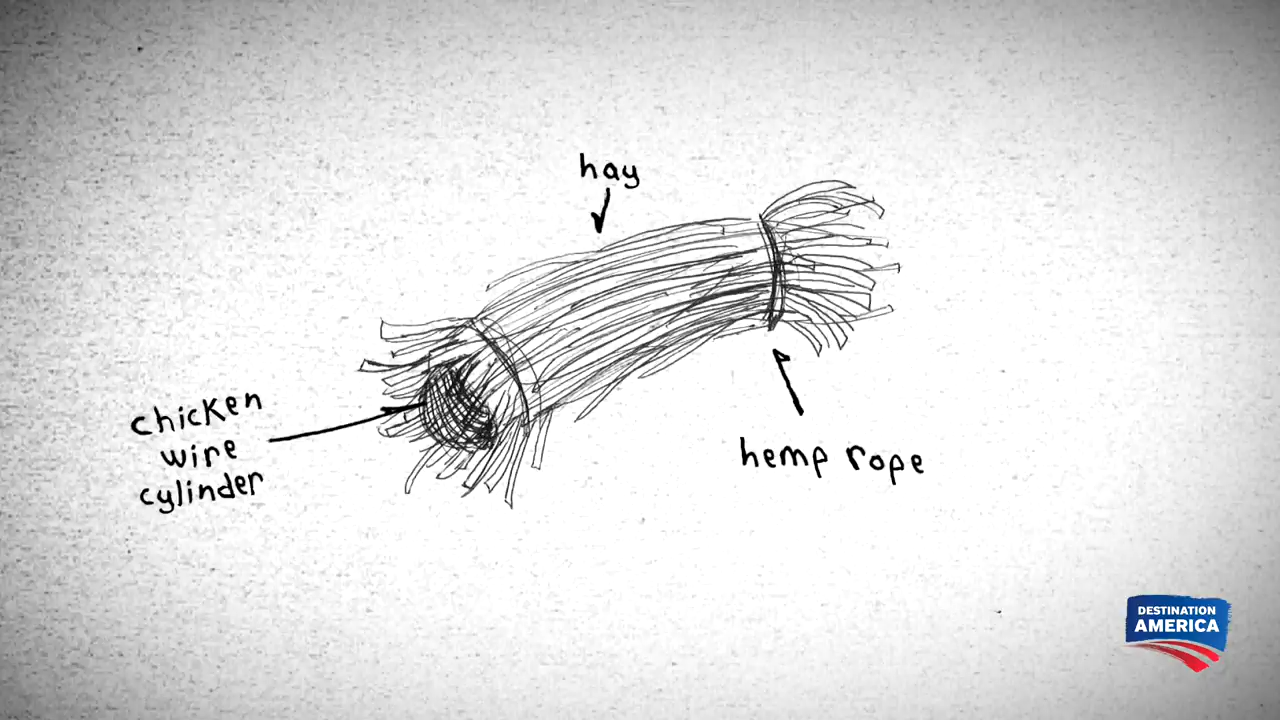 hay
chicken
wire
cylinder
hemp rope
DESTINATION
AMERICA